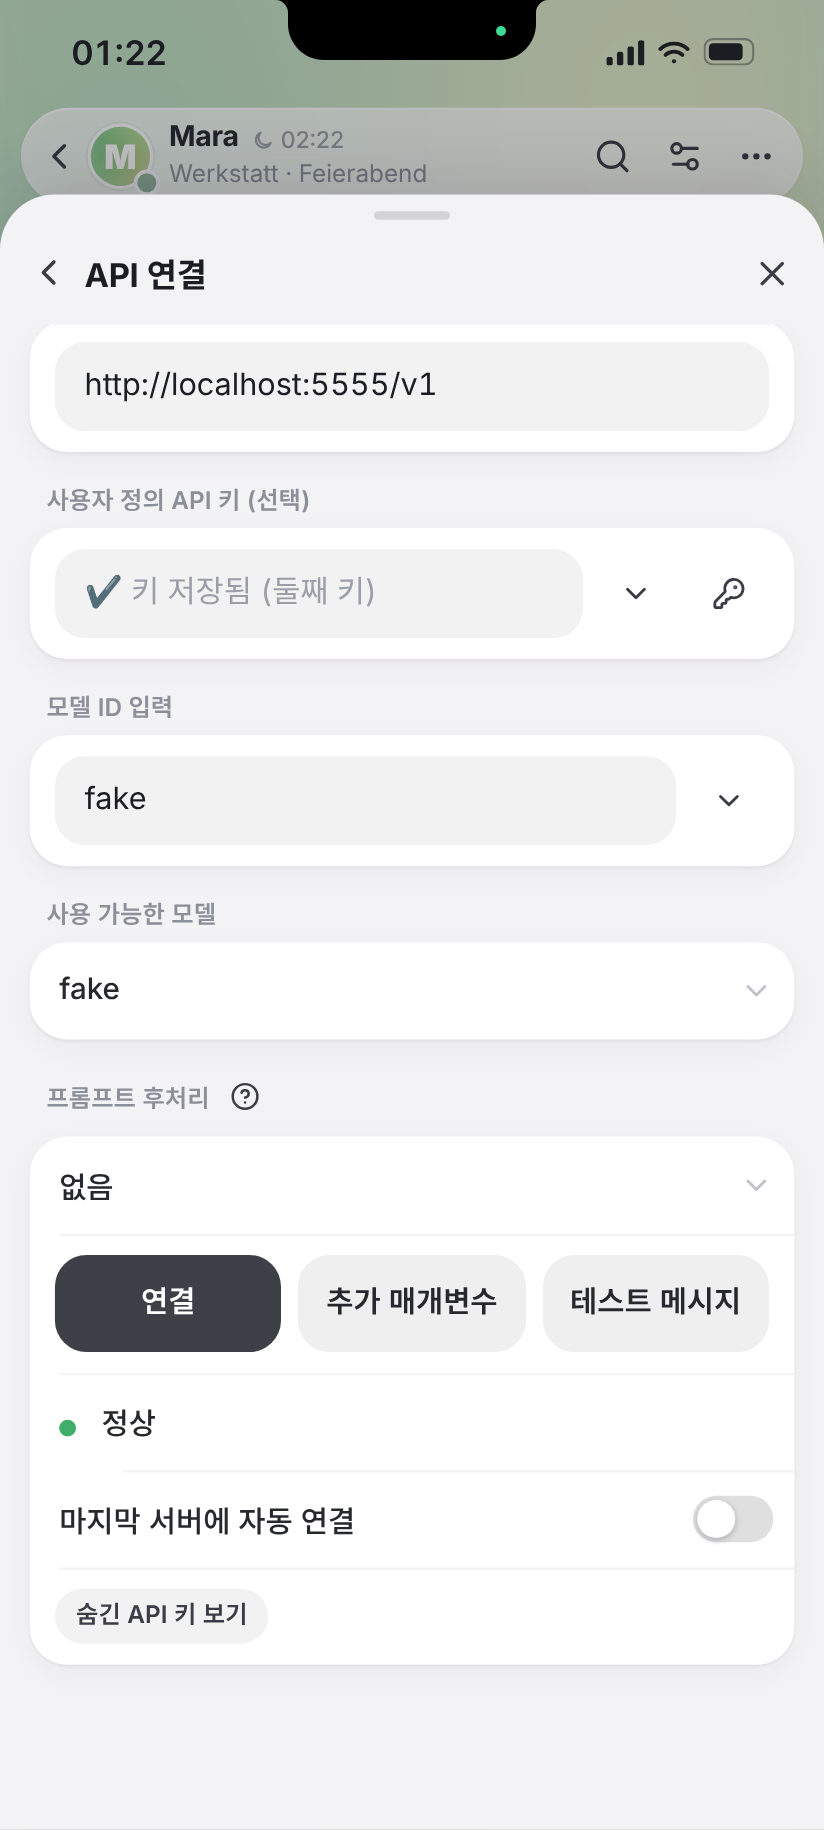 01:22
M
Mara 02:22
Werkstatt · Feierabend
API 연결
http://localhost:5555/v1
사용자 정의 API 키 (선택)
✔️ 키 저장됨 (둘째 키)
모델 ID 입력
fake
사용 가능한 모델
fake
프롬프트 후처리 ?
없음
연결 추가 매개변수 테스트 메시지
정상
마지막 서버에 자동 연결
숨긴 API 키 보기